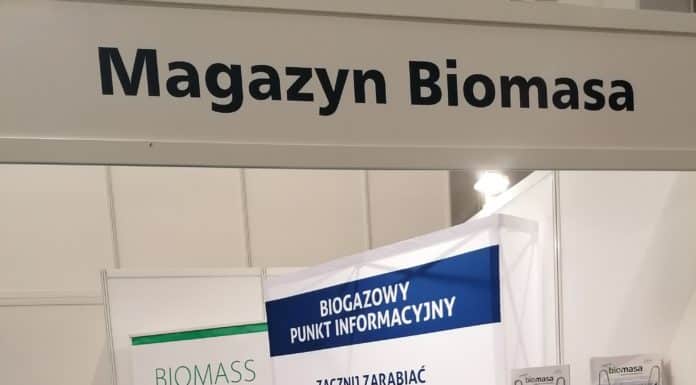 Magazyn Biomasa
BIOGAZOWY
PUNKT INFORMACYJNY
ZACZNIJ ZARABIAĆ
BIOMASS
biomasa
biomasa